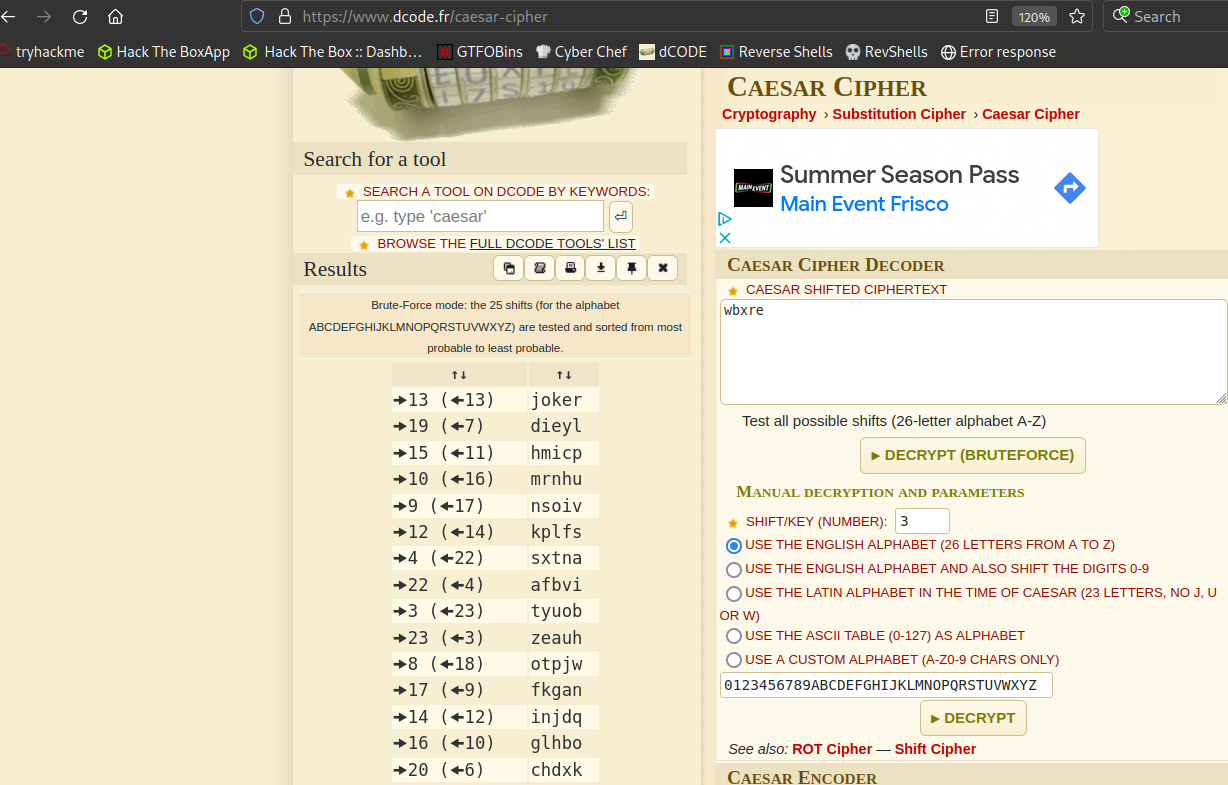 https://www.dcode.fr/caesar-cipher
120%
Search
tryhackme
Hack The BoxApp
Hack The Box :: Dashb…
GTFOBins
Cyber Chef
dCODE
Reverse Shells
RevShells
Error response
Search for a tool
SEARCH A TOOL ON DCODE BY KEYWORDS:
e.g. type 'caesar'
BROWSE THE FULL DCODE TOOLS' LIST
Results
Brute-Force mode: the 25 shifts (for the alphabet
ABCDEFGHIJKLMNOPQRSTUVWXYZ) are tested and sorted from most
probable to least probable.
↑↓ ↑↓
🠞13 (🠜13) joker
🠞19 (🠜7) dieyl
🠞15 (🠜11) hmicp
🠞10 (🠜16) mrnhu
🠞9 (🠜17) nsoiv
🠞12 (🠜14) kplfs
🠞4 (🠜22) sxtna
🠞22 (🠜4) afbvi
🠞3 (🠜23) tyuob
🠞23 (🠜3) zeauh
🠞8 (🠜18) otpjw
🠞17 (🠜9) fkgan
🠞14 (🠜12) injdq
🠞16 (🠜10) glhbo
🠞20 (🠜6) chdxk
CAESAR CIPHER
Cryptography › Substitution Cipher › Caesar Cipher
MAIN EVENT
Summer Season Pass
Main Event Frisco
CAESAR CIPHER DECODER
CAESAR SHIFTED CIPHERTEXT
wbxre
Test all possible shifts (26-letter alphabet A-Z)
▶ DECRYPT (BRUTEFORCE)
MANUAL DECRYPTION AND PARAMETERS
SHIFT/KEY (NUMBER): 3
USE THE ENGLISH ALPHABET (26 LETTERS FROM A TO Z)
USE THE ENGLISH ALPHABET AND ALSO SHIFT THE DIGITS 0-9
USE THE LATIN ALPHABET IN THE TIME OF CAESAR (23 LETTERS, NO J, U
OR W)
USE THE ASCII TABLE (0-127) AS ALPHABET
USE A CUSTOM ALPHABET (A-Z0-9 CHARS ONLY)
0123456789ABCDEFGHIJKLMNOPQRSTUVWXYZ
▶ DECRYPT
See also: ROT Cipher — Shift Cipher
CAESAR ENCODER